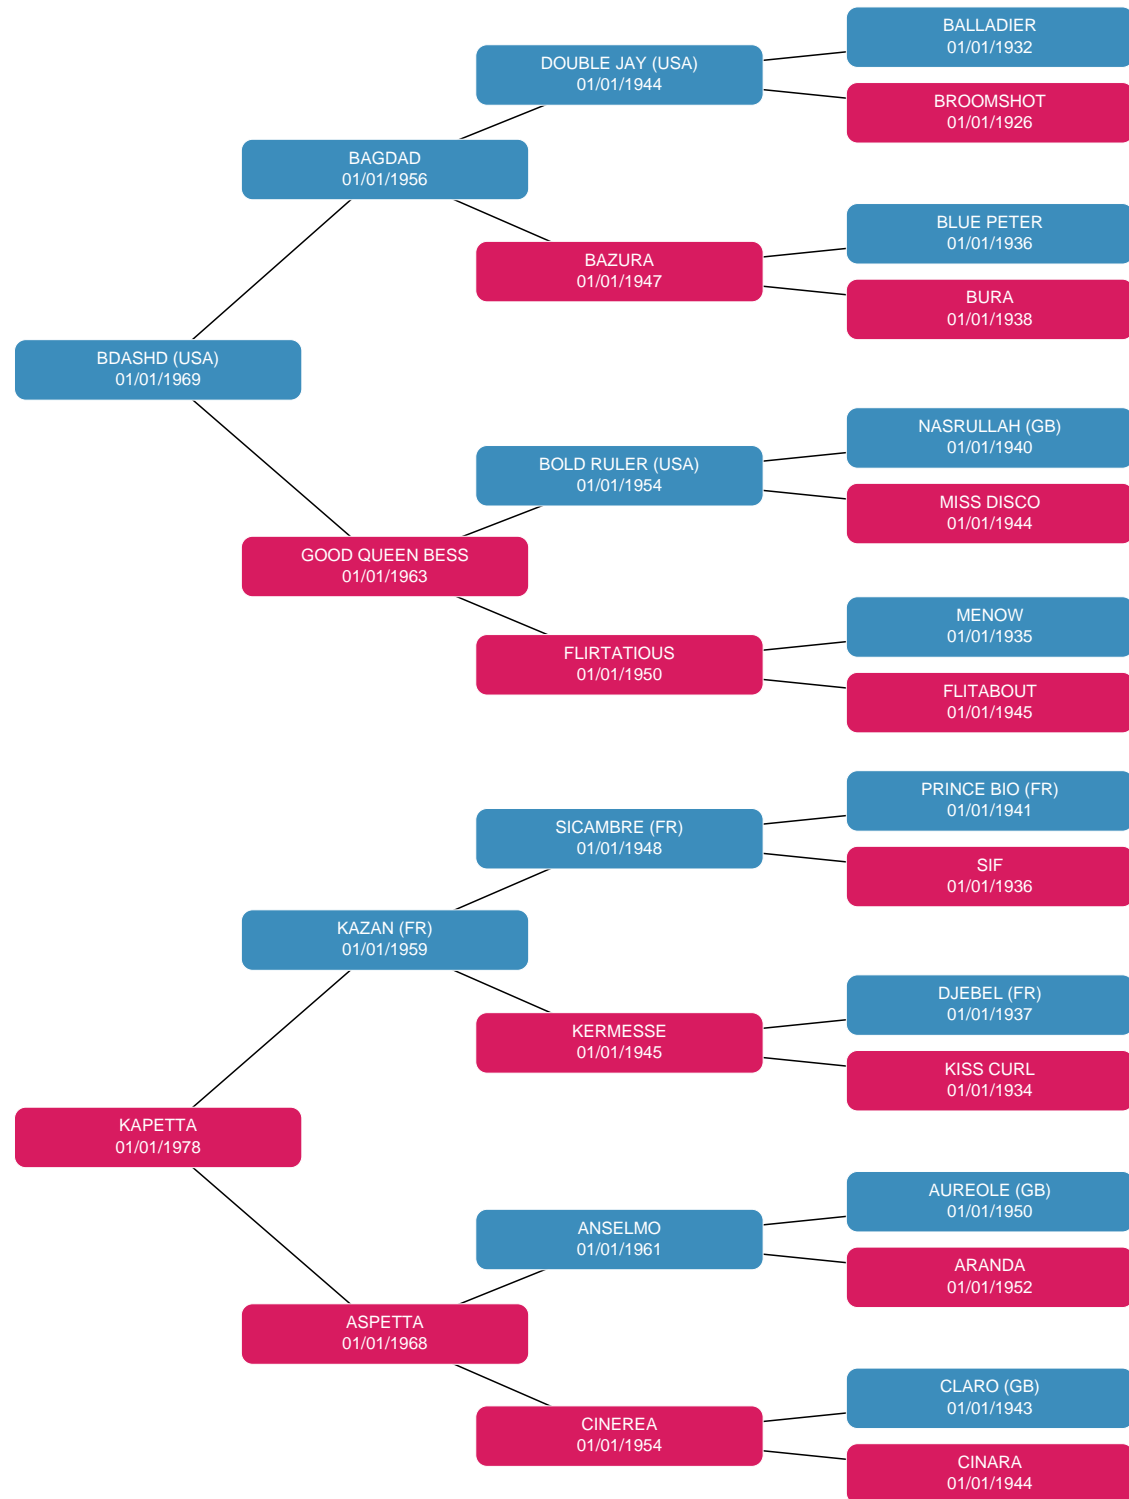 BALLADIER
01/01/1932
DOUBLE JAY (USA)
01/01/1944
BROOMSHOT
01/01/1926
BAGDAD
01/01/1956
BLUE PETER
01/01/1936
BAZURA
01/01/1947
BURA
01/01/1938
BDASHD (USA)
01/01/1969
NASRULLAH (GB)
01/01/1940
BOLD RULER (USA)
01/01/1954
MISS DISCO
01/01/1944
GOOD QUEEN BESS
01/01/1963
MENOW
01/01/1935
FLIRTATIOUS
01/01/1950
FLITABOUT
01/01/1945
PRINCE BIO (FR)
01/01/1941
SICAMBRE (FR)
01/01/1948
SIF
01/01/1936
KAZAN (FR)
01/01/1959
DJEBEL (FR)
01/01/1937
KERMESSE
01/01/1945
KISS CURL
01/01/1934
KAPETTA
01/01/1978
AUREOLE (GB)
01/01/1950
ANSELMO
01/01/1961
ARANDA
01/01/1952
ASPETTA
01/01/1968
CLARO (GB)
01/01/1943
CINEREA
01/01/1954
CINARA
01/01/1944